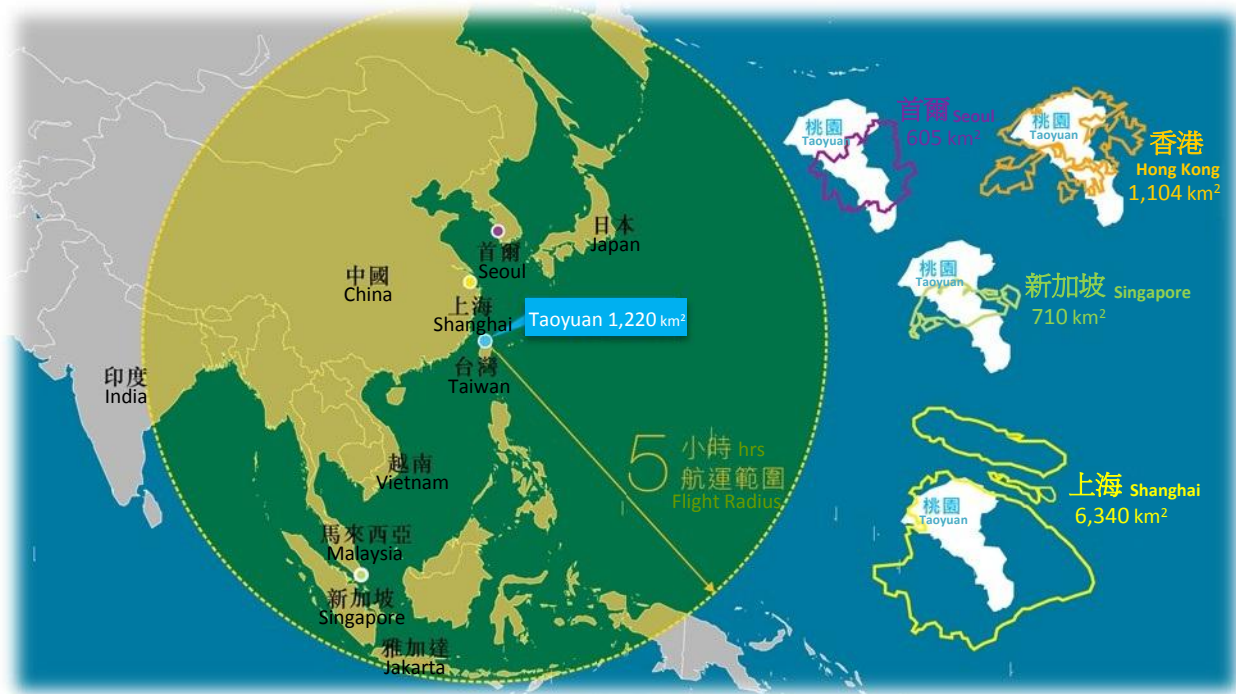 首爾
Seoul
日本
Japan
中國
China
上海
Shanghai
Taoyuan 1,220 km²
台灣
Taiwan
印度
India
越南
Vietnam
馬來西亞
Malaysia
新加坡
Singapore
雅加達
Jakarta
5 小時 hrs
航運範圍
Flight Radius
桃園
Taoyuan
首爾 Seoul
605 km²
桃園
Taoyuan
香港
Hong Kong
1,104 km²
桃園
Taoyuan
新加坡 Singapore
710 km²
桃園
Taoyuan
上海 Shanghai
6,340 km²